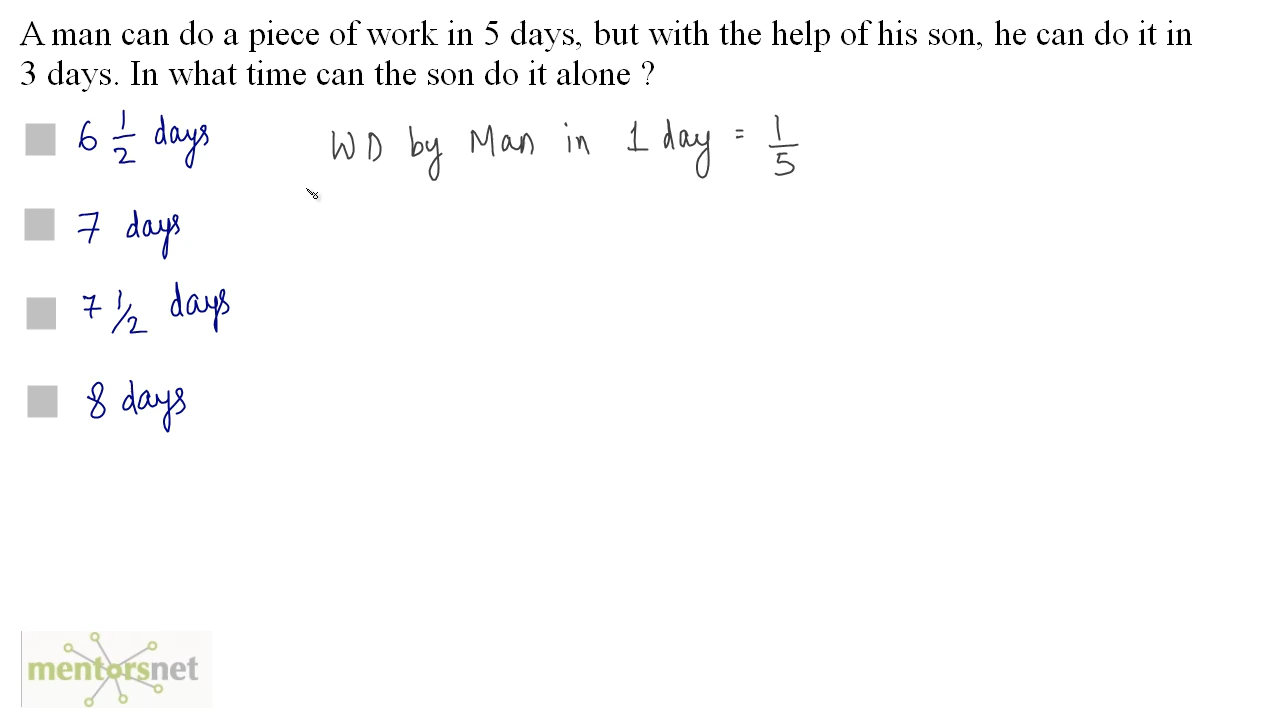 A man can do a piece of work in 5 days, but with the help of his son, he can do it in
3 days. In what time can the son do it alone ?
6 1/2 days
WD by Man in 1 day = 1/5
7 days
7 1/2 days
8 days
mentorsnet